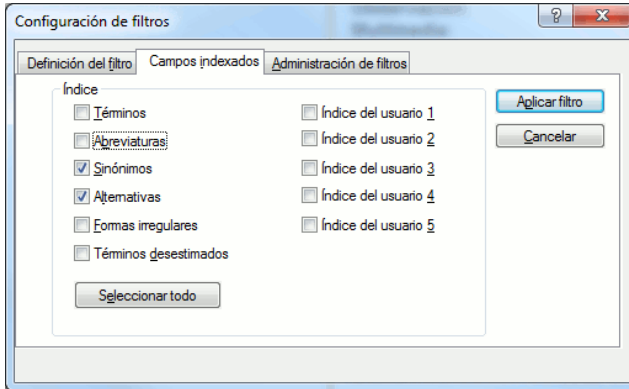 Observación
Multimedia
Configuración de filtros
Definición del filtro
Campos indexados
Administración de filtros
Índice
Términos
Índice del usuario 1
Abreviaturas
Índice del usuario 2
Sinónimos
Índice del usuario 3
Alternativas
Índice del usuario 4
Formas irregulares
Índice del usuario 5
Términos desestimados
Seleccionar todo
Aplicar filtro
Cancelar